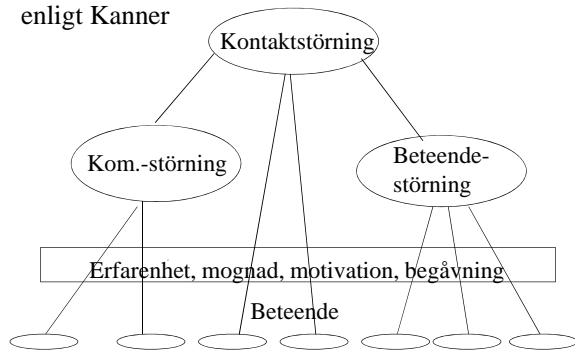 enligt Kanner
Kontaktstörning
Kom.-störning
Beteende-
störning
Erfarenhet, mognad, motivation, begåvning
Beteende